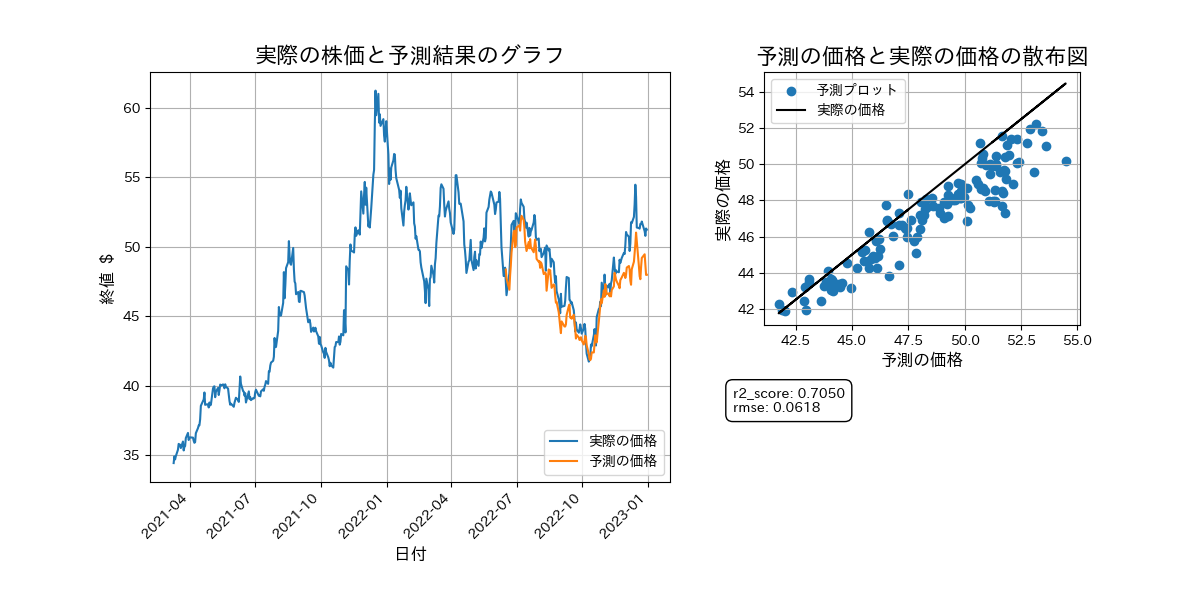 実際の株価と予測結果のグラフ
終値 $
60
55
50
45
40
35
2021-04
2021-07
2021-10
2022-01
2022-04
2022-07
2022-10
2023-01
日付
実際の価格
予測の価格
予測の価格と実際の価格の散布図
実際の価格
54
52
50
48
46
44
42
42.5
45.0
47.5
50.0
52.5
55.0
予測の価格
予測プロット
実際の価格
r2_score: 0.7050
rmse: 0.0618